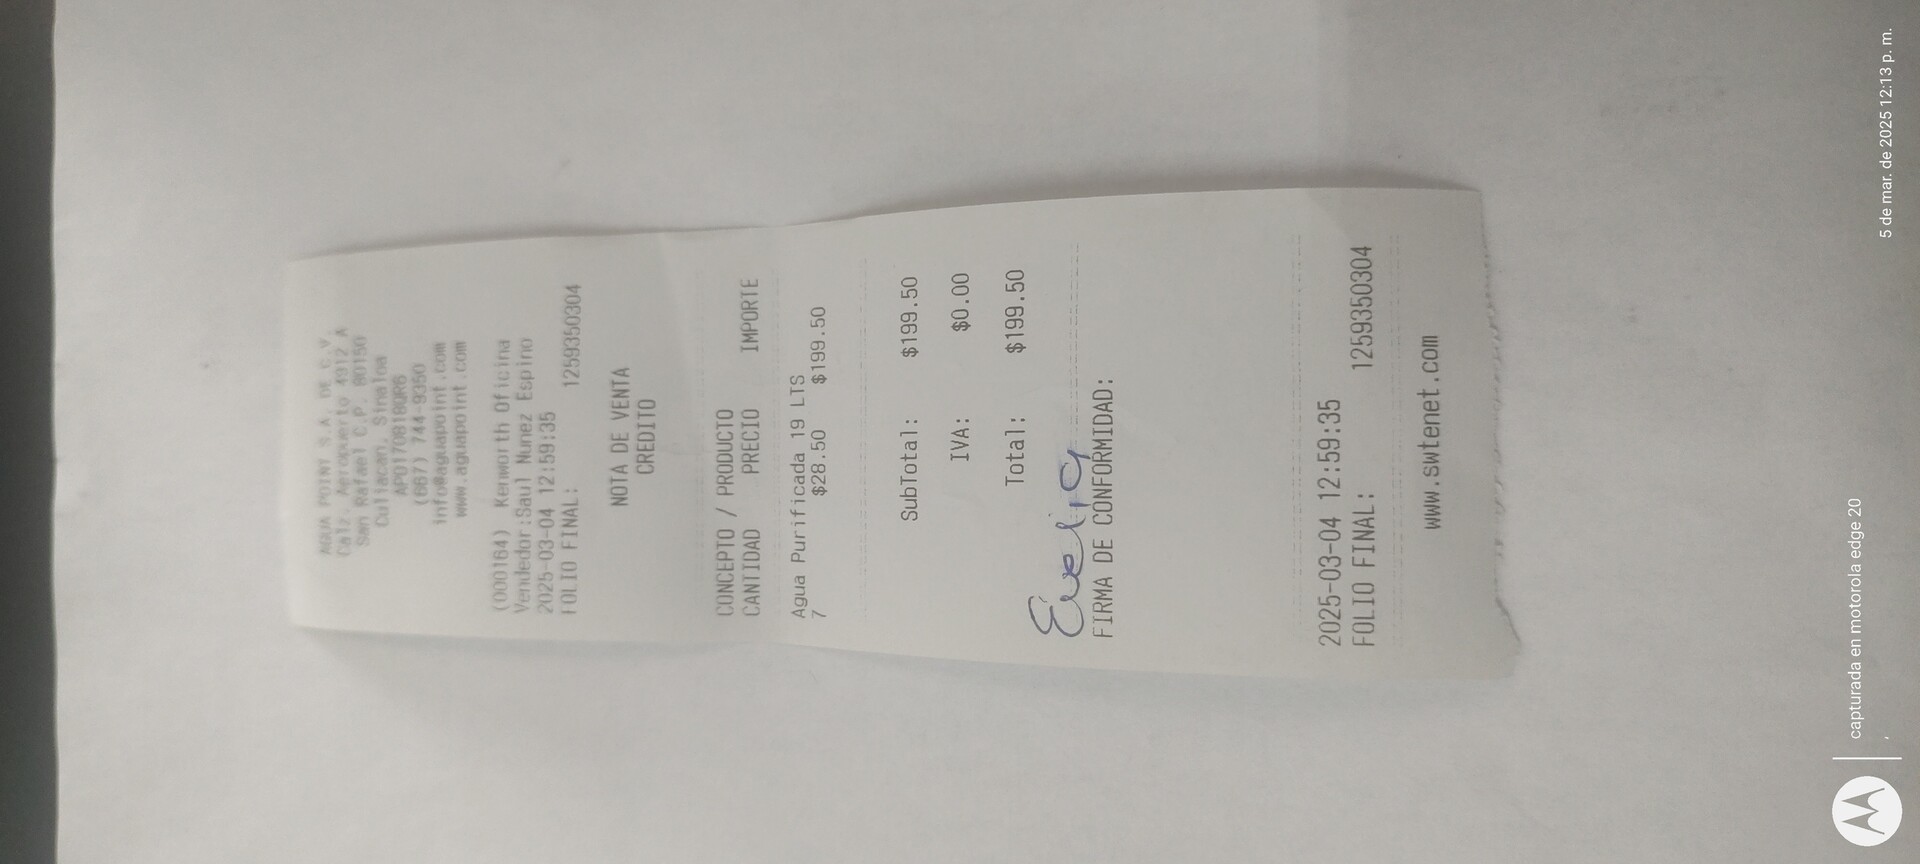 AGUA POINT S.A. DE C.V.
Calz. Aeropuerto 4912 A
San Rafael C.P. 80150
Culiacan, Sinaloa
APO170818QR6
(667) 744-9350
info@aguapoint.com
www.aguapoint.com
(000164) Kenworth Oficina
Vendedor:Saul Nunez Espino
2025-03-04 12:59:35
FOLIO FINAL: 1259350304
NOTA DE VENTA
CREDITO
CONCEPTO / PRODUCTO
CANTIDAD PRECIO IMPORTE
Agua Purificada 19 LTS
7 $28.50 $199.50
SubTotal: $199.50
IVA: $0.00
Total: $199.50
Evelia
FIRMA DE CONFORMIDAD:
2025-03-04 12:59:35
FOLIO FINAL: 1259350304
www.swtenet.com
capturada en motorola edge 20
,
5 de mar. de 2025 12:13 p. m.